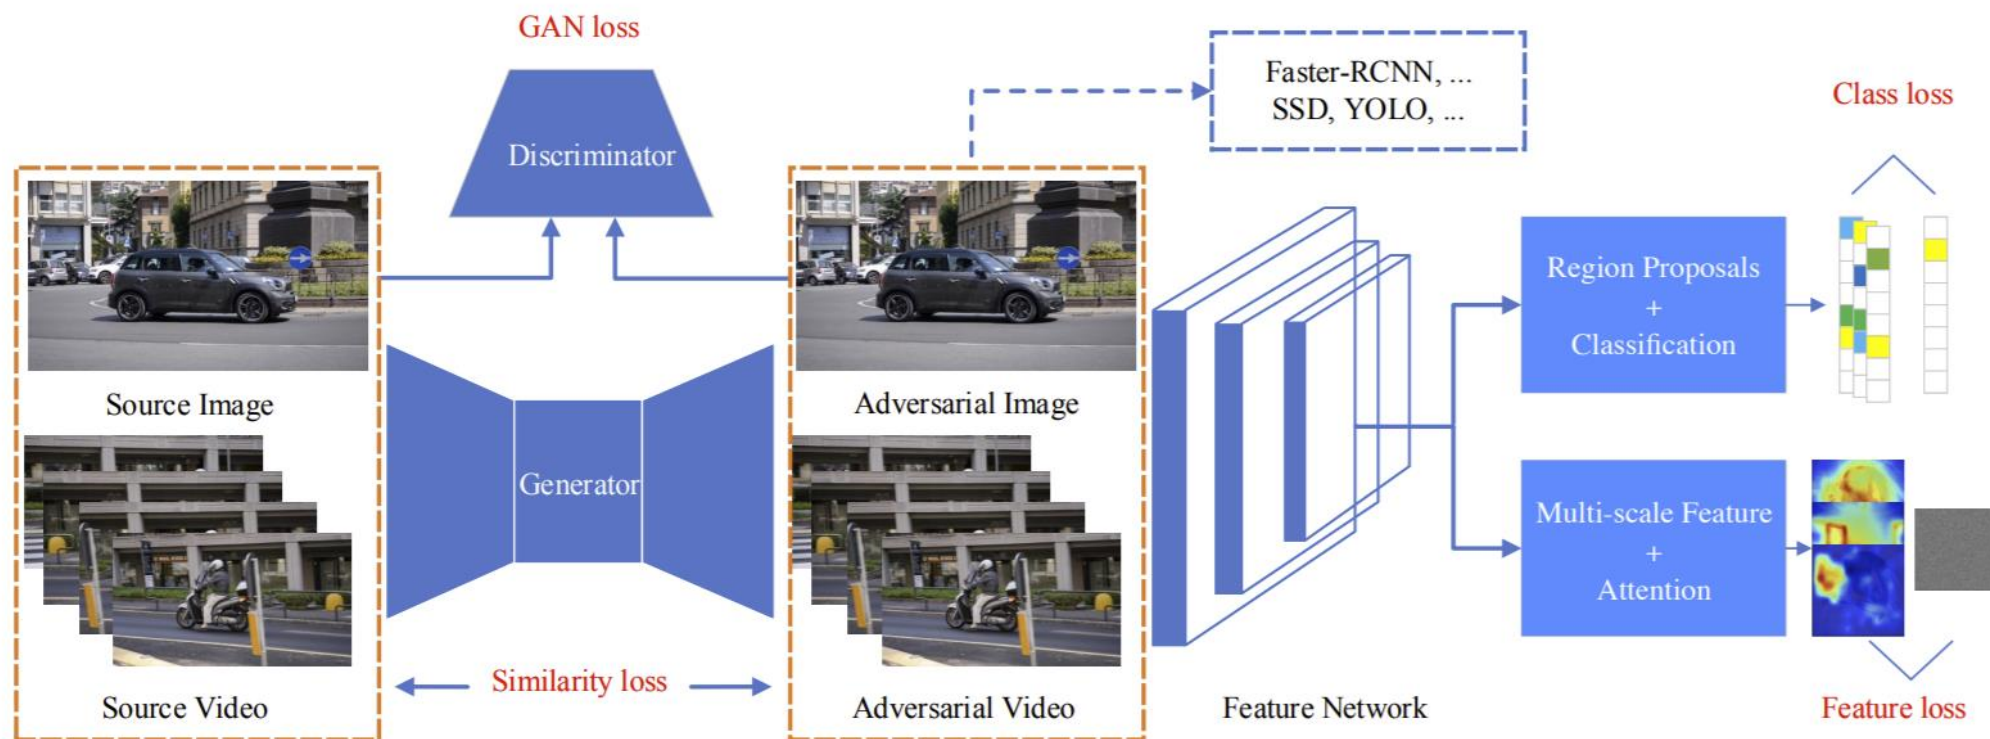 GAN loss
Discriminator
Faster-RCNN, ...
SSD, YOLO, ...
Class loss
Source Image
Adversarial Image
Region Proposals
+
Classification
Generator
Multi-scale Feature
+
Attention
Similarity loss
Source Video
Adversarial Video
Feature Network
Feature loss